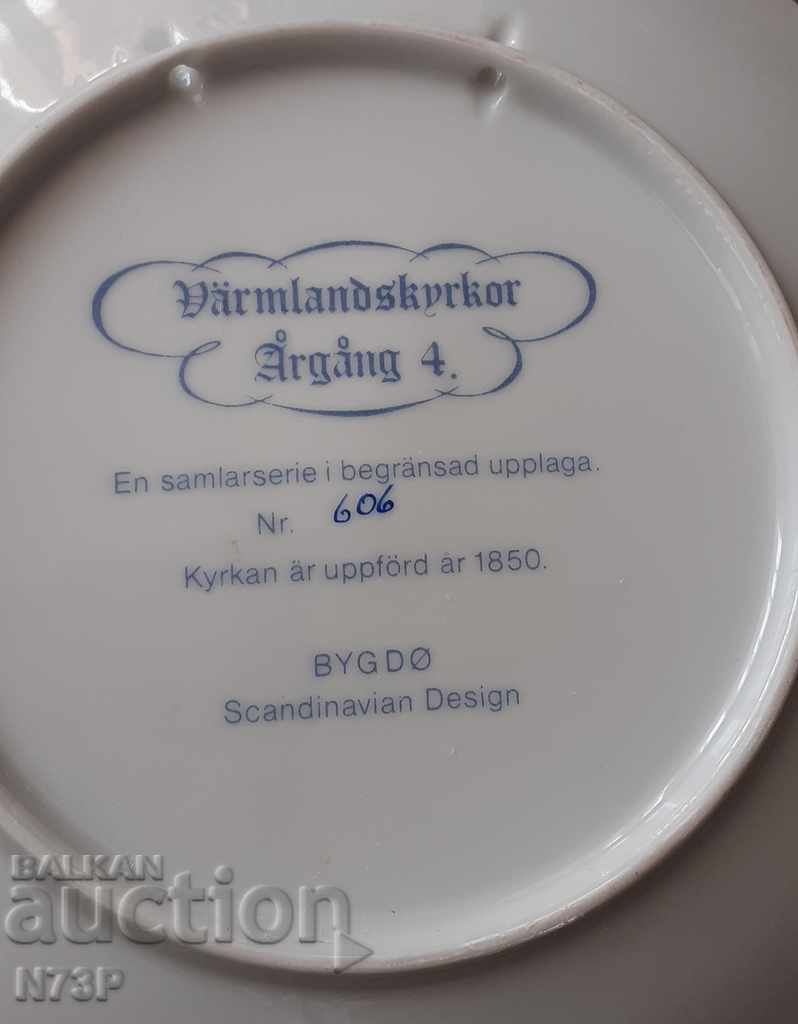 Värmlandskyrkor
Årgång 4.
En samlarserie i begränsad upplaga.
Nr. 606
Kyrkan är uppförd år 1850.
BYGDØ
Scandinavian Design
BALKAN
auction
N73P